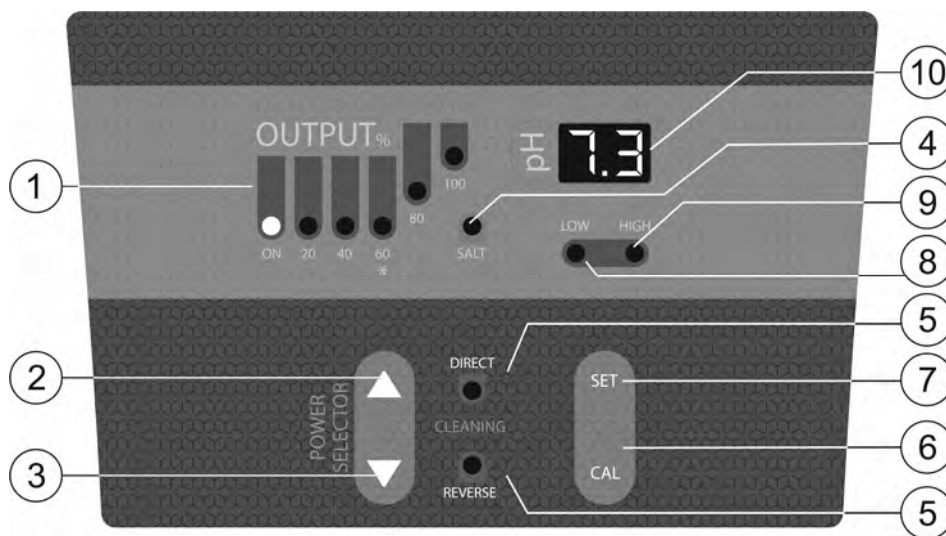 OUTPUT %
pH 7.3
ON 20 40 60 80 100
*
SALT
LOW HIGH
POWER
SELECTOR
DIRECT
CLEANING
REVERSE
SET
CAL
1
2
3
10
4
9
8
5
7
6
5